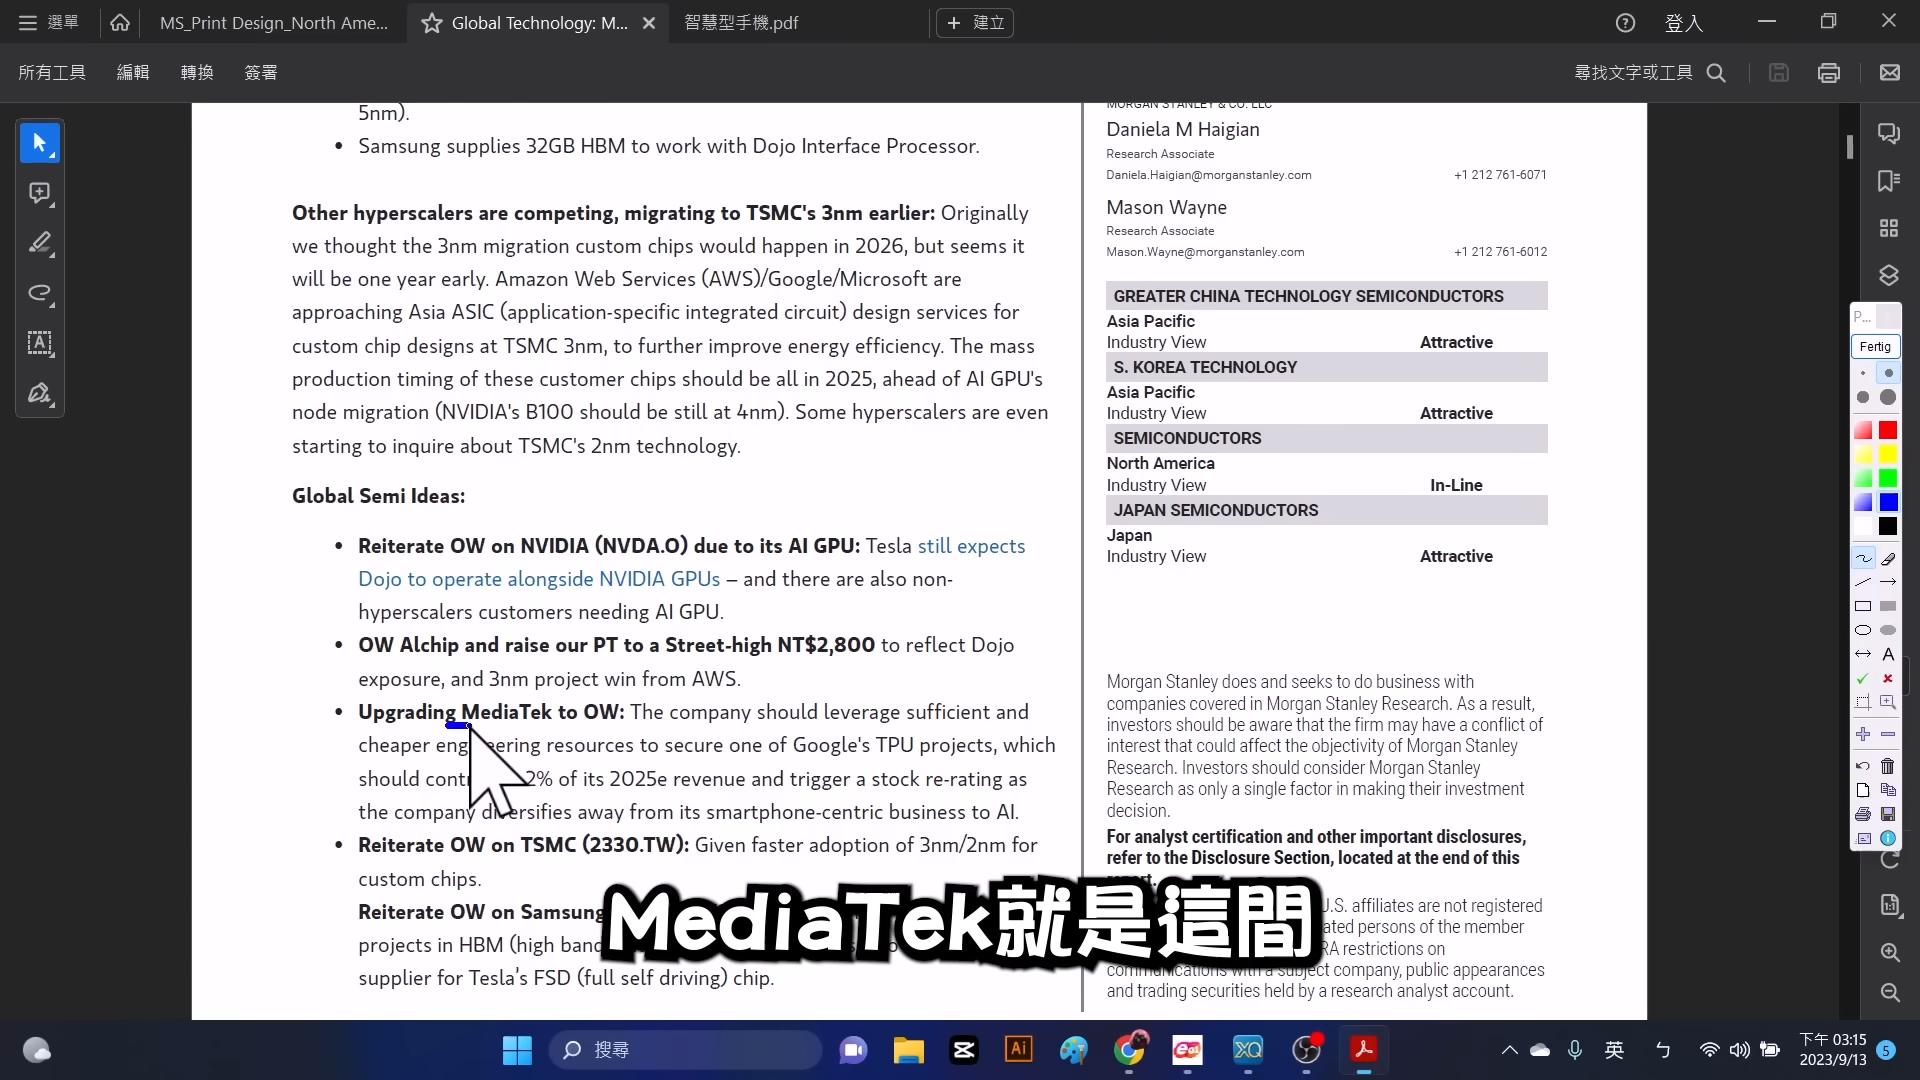 選單
MS_Print Design_North Ame...
Global Technology: M...
智慧型手機.pdf
建立
登入
所有工具
編輯
轉換
簽署
尋找文字或工具
5nm).
• Samsung supplies 32GB HBM to work with Dojo Interface Processor.
Other hyperscalers are competing, migrating to TSMC's 3nm earlier: Originally
we thought the 3nm migration custom chips would happen in 2026, but seems it
will be one year early. Amazon Web Services (AWS)/Google/Microsoft are
approaching Asia ASIC (application-specific integrated circuit) design services for
custom chip designs at TSMC 3nm, to further improve energy efficiency. The mass
production timing of these customer chips should be all in 2025, ahead of AI GPU's
node migration (NVIDIA's B100 should be still at 4nm). Some hyperscalers are even
starting to inquire about TSMC's 2nm technology.
Global Semi Ideas:
• Reiterate OW on NVIDIA (NVDA.O) due to its AI GPU: Tesla still expects
Dojo to operate alongside NVIDIA GPUs – and there are also non-
hyperscalers customers needing AI GPU.
• OW Alchip and raise our PT to a Street-high NT$2,800 to reflect Dojo
exposure, and 3nm project win from AWS.
• Upgrading MediaTek to OW: The company should leverage sufficient and
cheaper engineering resources to secure one of Google's TPU projects, which
should 2% of its 2025e revenue and trigger a stock re-rating as
the company diversifies away from its smartphone-centric business to AI.
• Reiterate OW on TSMC (2330.TW): Given faster adoption of 3nm/2nm for
custom chips.
Reiterate OW on Samsung
projects in HBM (high band
supplier for Tesla's FSD (full self driving) chip.
MORGAN STANLEY & CO. LLC
Daniela M Haigian
Research Associate
Daniela.Haigian@morganstanley.com +1 212 761-6071
Mason Wayne
Research Associate
Mason.Wayne@morganstanley.com +1 212 761-6012
GREATER CHINA TECHNOLOGY SEMICONDUCTORS
Asia Pacific
Industry View Attractive
S. KOREA TECHNOLOGY
Asia Pacific
Industry View Attractive
SEMICONDUCTORS
North America
Industry View In-Line
JAPAN SEMICONDUCTORS
Japan
Industry View Attractive
Morgan Stanley does and seeks to do business with
companies covered in Morgan Stanley Research. As a result,
investors should be aware that the firm may have a conflict of
interest that could affect the objectivity of Morgan Stanley
Research. Investors should consider Morgan Stanley
Research as only a single factor in making their investment
decision.
For analyst certification and other important disclosures,
refer to the Disclosure Section, located at the end of this
report.
U.S. affiliates are not registered
persons of the member
restrictions on
communications with a subject company, public appearances
and trading securities held by a research analyst account.
MediaTek就是這間
P...
Fertig
A
搜尋
英
ㄅ
下午 03:15
2023/9/13
5